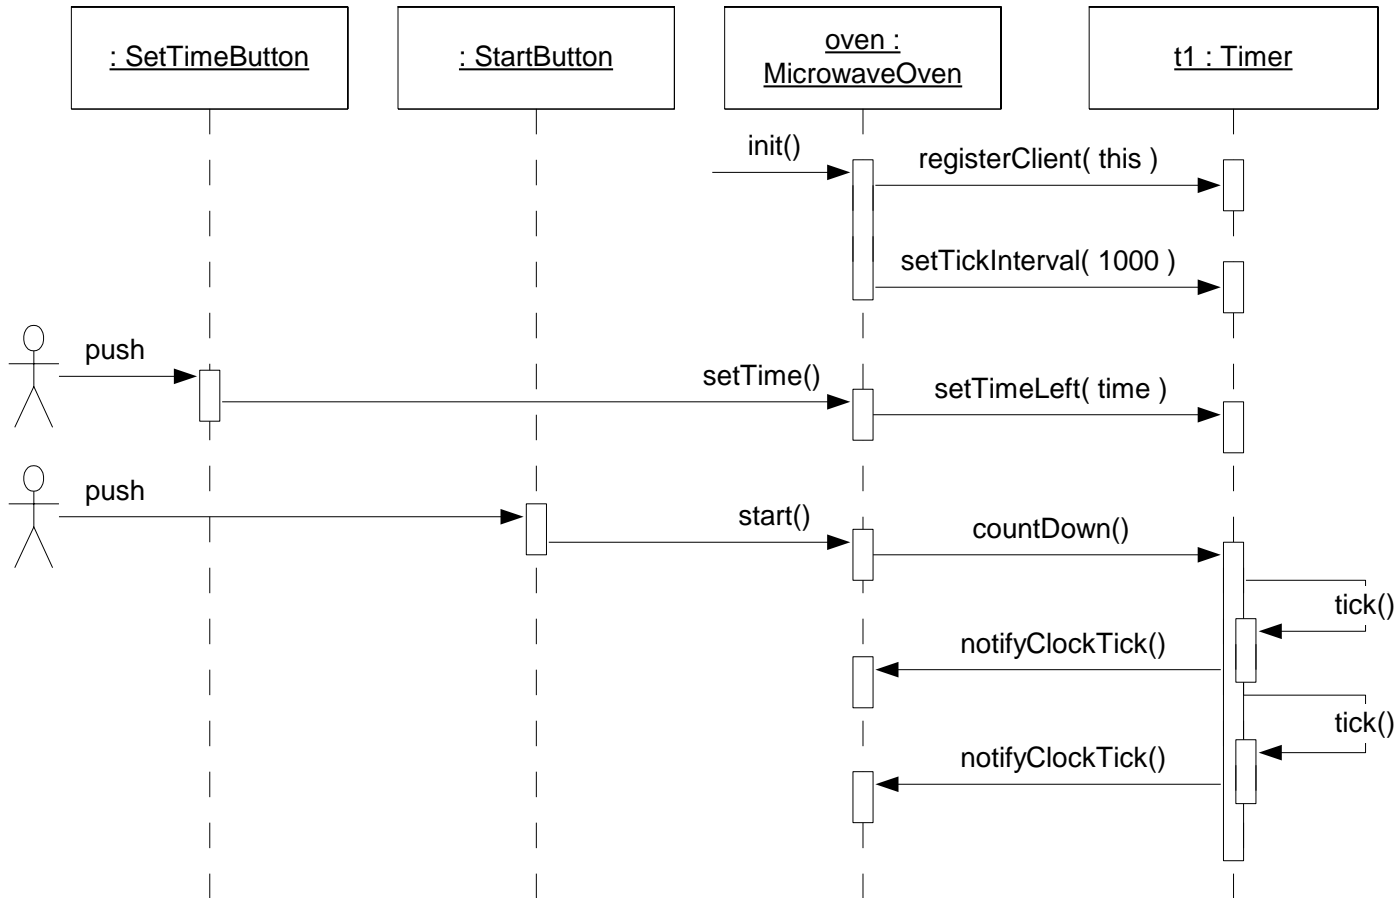 : SetTimeButton
: StartButton
oven :
MicrowaveOven
t1 : Timer
init()
registerClient( this )
setTickInterval( 1000 )
push
setTime()
setTimeLeft( time )
push
start()
countDown()
tick()
notifyClockTick()
tick()
notifyClockTick()